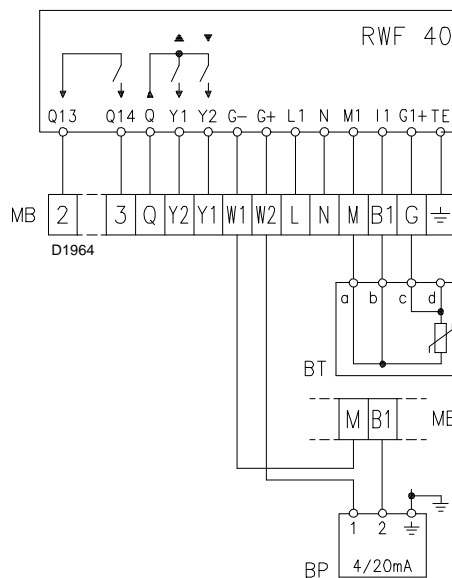 RWF 40
Q13 Q14 Q Y1 Y2 G- G+ L1 N M1 I1 G1+ TE
MB 2 3 Q Y2 Y1 W1 W2 L N M B1 G
D1964
a b c d
BT
M B1 MB
1 2
BP 4/20mA